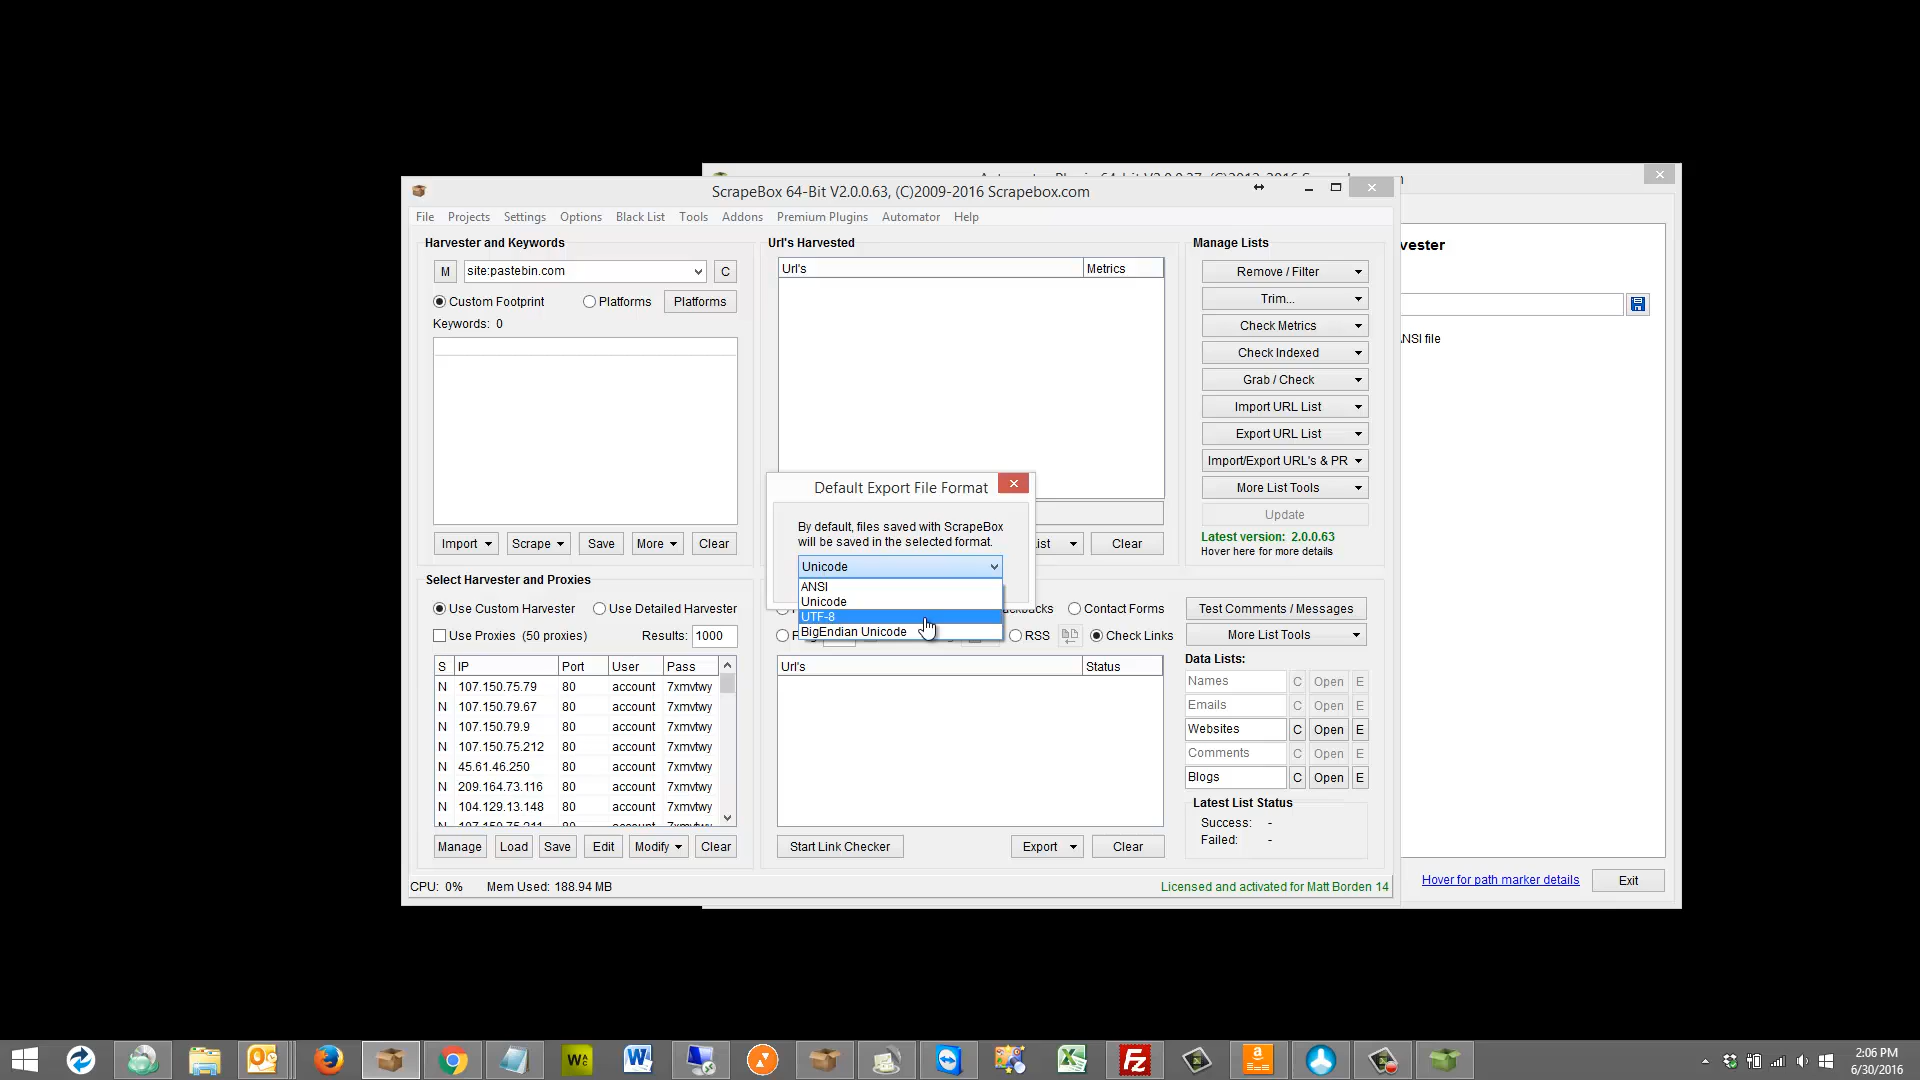 ScrapeBox 64-Bit V2.0.0.63, (C)2009-2016 Scrapebox.com
File Projects Settings Options Black List Tools Addons Premium Plugins Automator Help
Harvester and Keywords
M site:pastebin.com C
Custom Footprint Platforms Platforms
Keywords: 0
Import Scrape Save More Clear
Url's Harvested
Url's Metrics
ist Clear
Manage Lists
Remove / Filter
Trim...
Check Metrics
Check Indexed
Grab / Check
Import URL List
Export URL List
Import/Export URL's & PR
More List Tools
Update
Latest version: 2.0.0.63
Hover here for more details
vester
NSI file
Default Export File Format
By default, files saved with ScrapeBox
will be saved in the selected format.
Unicode
ANSI
Unicode
UTF-8
BigEndian Unicode
Select Harvester and Proxies
Use Custom Harvester Use Detailed Harvester
Use Proxies (50 proxies) Results: 1000
S IP Port User Pass
N 107.150.75.79 80 account 7xmvtwy
N 107.150.79.67 80 account 7xmvtwy
N 107.150.79.9 80 account 7xmvtwy
N 107.150.75.212 80 account 7xmvtwy
N 45.61.46.250 80 account 7xmvtwy
N 209.164.73.116 80 account 7xmvtwy
N 104.129.13.148 80 account 7xmvtwy
Manage Load Save Edit Modify Clear
ckbacks Contact Forms
RSS Check Links
Url's Status
Start Link Checker Export Clear
Test Comments / Messages
More List Tools
Data Lists:
Names C Open E
Emails C Open E
Websites C Open E
Comments C Open E
Blogs C Open E
Latest List Status
Success: -
Failed: -
CPU: 0% Mem Used: 188.94 MB
Licensed and activated for Matt Borden 14
Hover for path marker details Exit
2:06 PM
6/30/2016